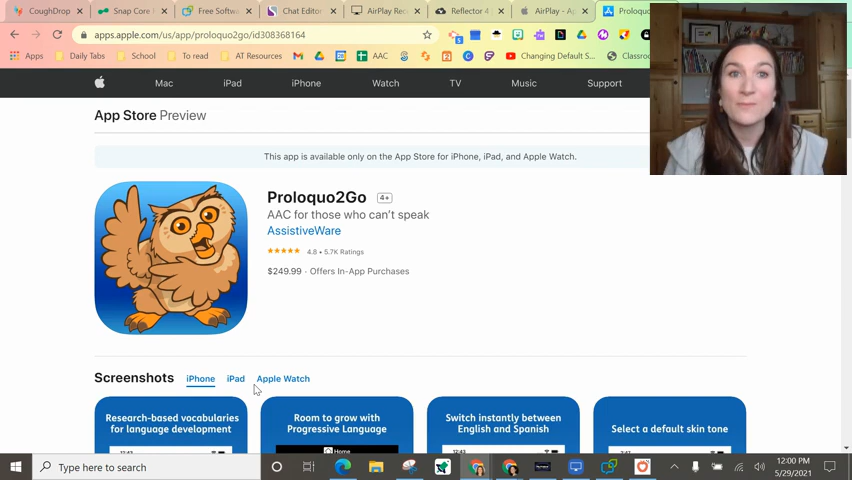 CoughDrop
Snap Core
Free Softwa
Chat Editor
AirPlay Rec
Reflector 4
AirPlay - Ap
Proloquo
apps.apple.com/us/app/proloquo2go/id308368164
Apps
Daily Tabs
To read
AT Resources
AAC
Changing Default S...
Classroo
Mac
iPad
iPhone
Watch
TV
Music
Support
App Store Preview
This app is available only on the App Store for iPhone, iPad, and Apple Watch.
Proloquo2Go 4+
AAC for those who can't speak
AssistiveWare
4.8 • 5.7K Ratings
$249.99 · Offers In-App Purchases
Screenshots iPhone iPad Apple Watch
Research-based vocabularies
for language development
Room to grow with
Progressive Language
Home
Switch instantly between
English and Spanish
Select a default skin tone
Type here to search
12:00 PM
5/29/2021